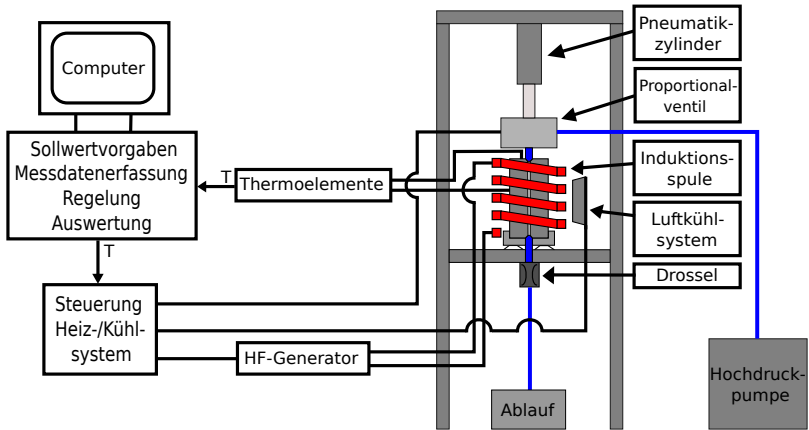 Computer
Sollwertvorgaben
Messdatenerfassung
Regelung
Auswertung
T
Thermoelemente
T
Steuerung
Heiz-/Kühl-
system
HF-Generator
Pneumatik-
zylinder
Proportional-
ventil
Induktions-
spule
Luftkühl-
system
Drossel
Ablauf
Hochdruck-
pumpe